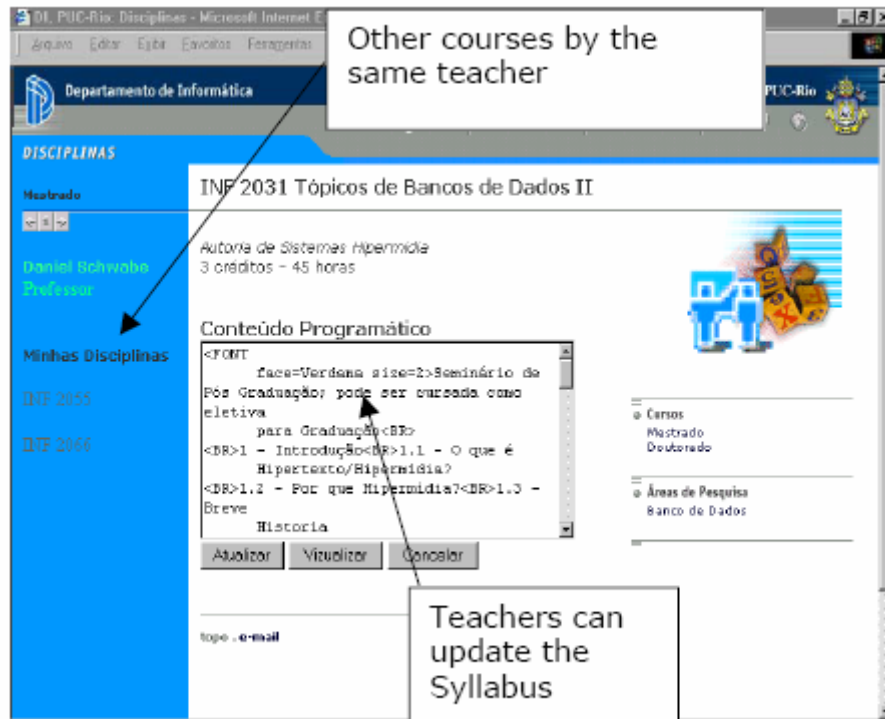 DI, PUC-Rio: Disciplinas - Microsoft Internet E
Arquivo Editar Exibir Favoritos Ferramentas
Other courses by the
same teacher
Departamento de Informática
PUC-Rio
DISCIPLINAS
Mestrado
INF 2031 Tópicos de Bancos de Dados II
Autoria de Sistemas Hipermidia
3 créditos - 45 horas
Daniel Schwabe
Professor
Conteúdo Programático
Minhas Disciplinas
INF 2055
INF 2066
<FONT
face=Verdana size=2>Seminário de
Pós Graduação; pode ser cursada como
eletiva
para Graduação<BR>
<BR>1 - Introdução<BR>1.1 - O que é
Hipertexto/Hipermidia?
<BR>1.2 - Por que Hipermidia?<BR>1.3 -
Breve
Historia
Cursos
Mestrado
Doutorado
Áreas de Pesquisa
Banco de Dados
Atualizar Vizualizar Cancelar
topo . e-mail
Teachers can
update the
Syllabus